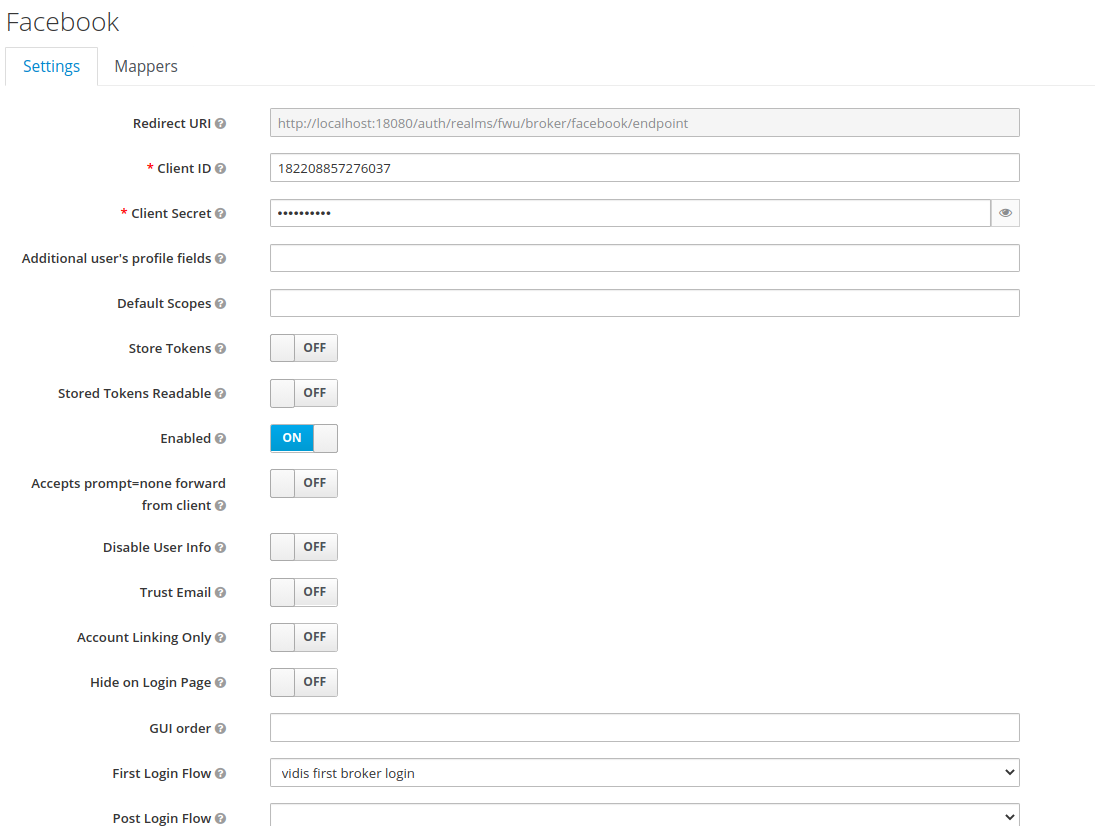 Facebook
Settings Mappers
Redirect URI http://localhost:18080/auth/realms/fwu/broker/facebook/endpoint
* Client ID 182208857276037
* Client Secret ••••••••••
Additional user's profile fields
Default Scopes
Store Tokens OFF
Stored Tokens Readable OFF
Enabled ON
Accepts prompt=none forward OFF
from client
Disable User Info OFF
Trust Email OFF
Account Linking Only OFF
Hide on Login Page OFF
GUI order
First Login Flow vidis first broker login
Post Login Flow